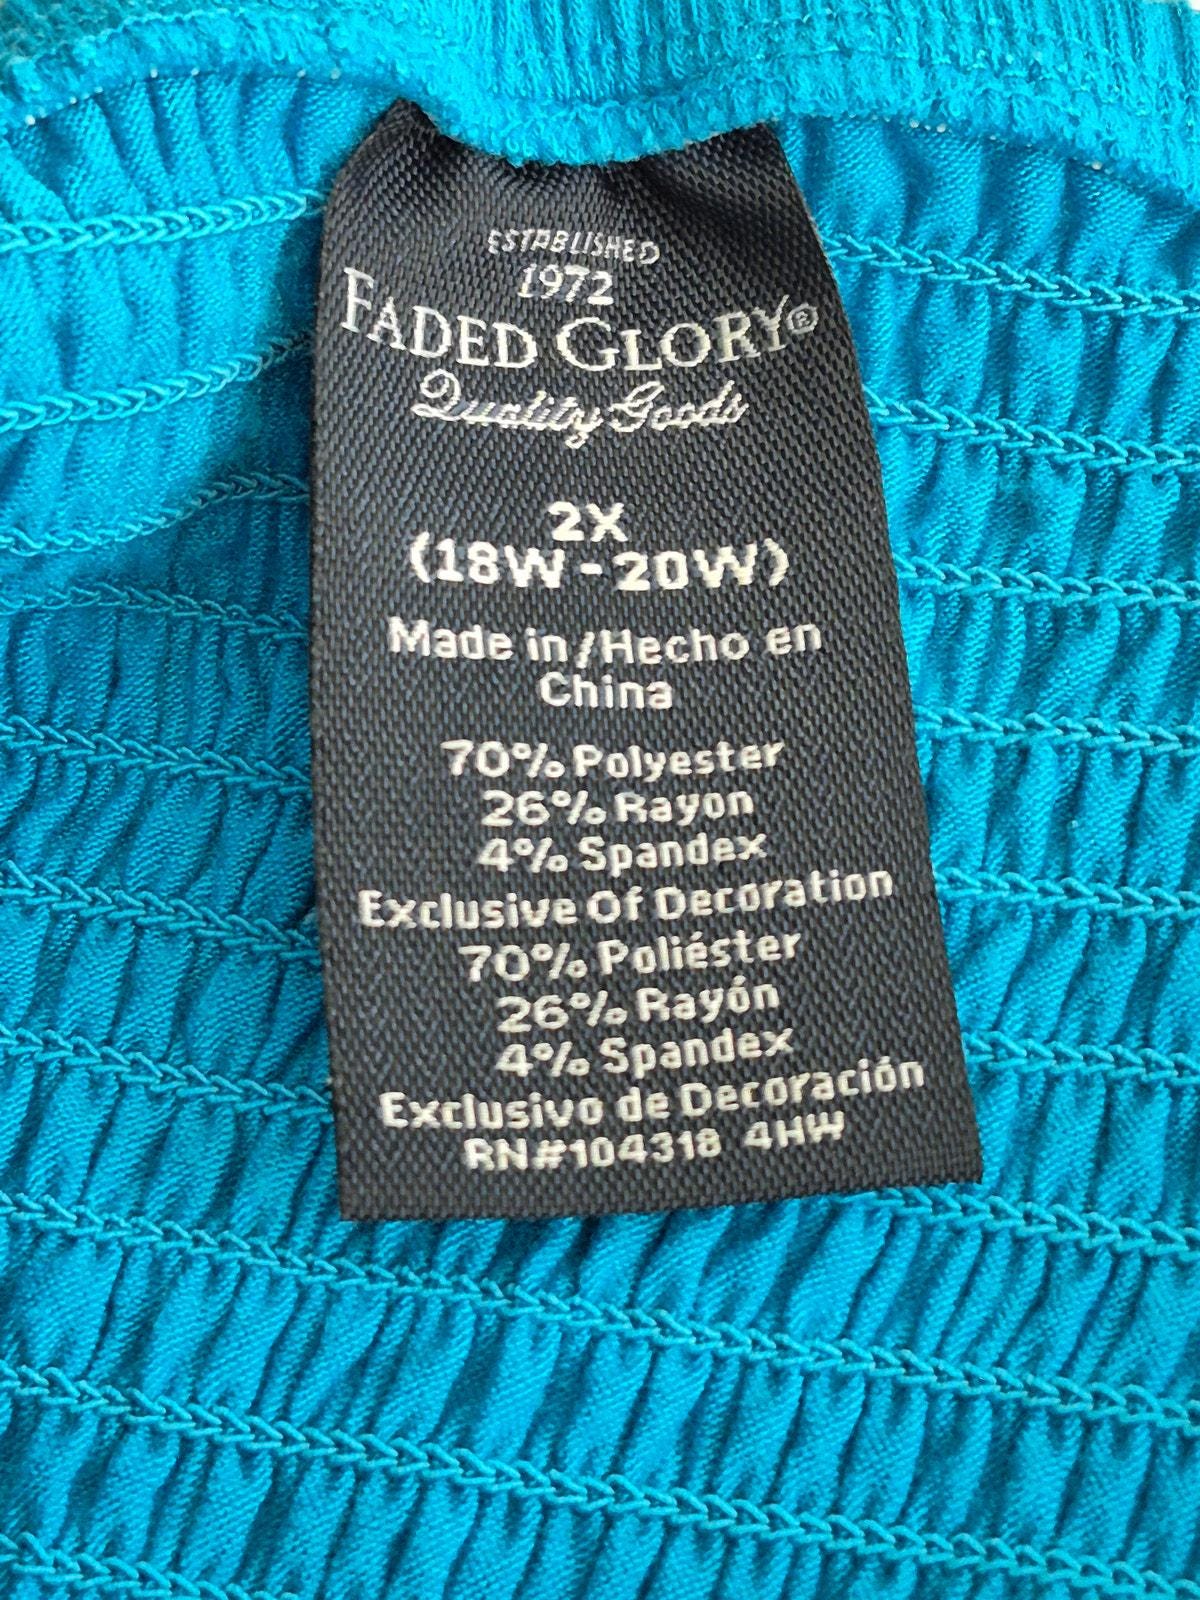 ESTABLISHED
1972
FADED GLORY®
Quality Goods
2X
(18W-20W)
Made in/Hecho en
China
70% Polyester
26% Rayon
4% Spandex
Exclusive Of Decoration
70% Poliéster
26% Rayón
4% Spandex
Exclusivo de Decoración
RN#104318 4HW